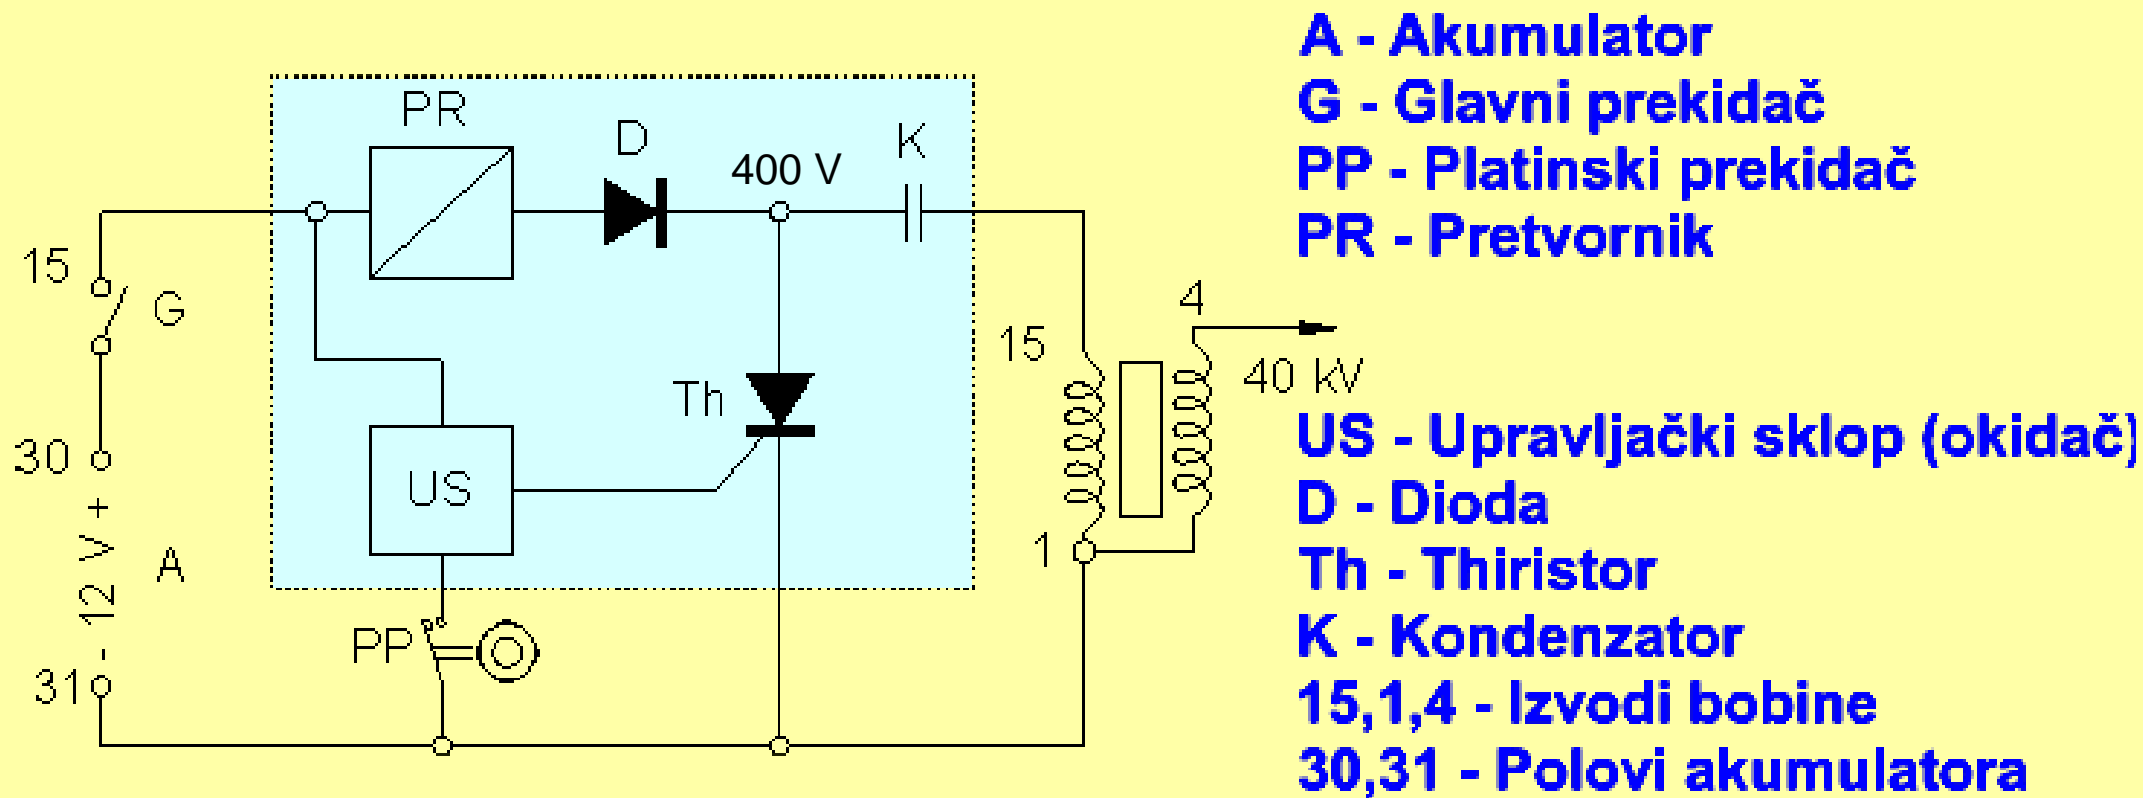 PR
D
400 V
K
15
G
30
- 12 V +
A
31
US
Th
PP
15
1
4
40 kV
A - Akumulator
G - Glavni prekidač
PP - Platinski prekidač
PR - Pretvornik
US - Upravljački sklop (okidač)
D - Dioda
Th - Thiristor
K - Kondenzator
15,1,4 - Izvodi bobine
30,31 - Polovi akumulatora